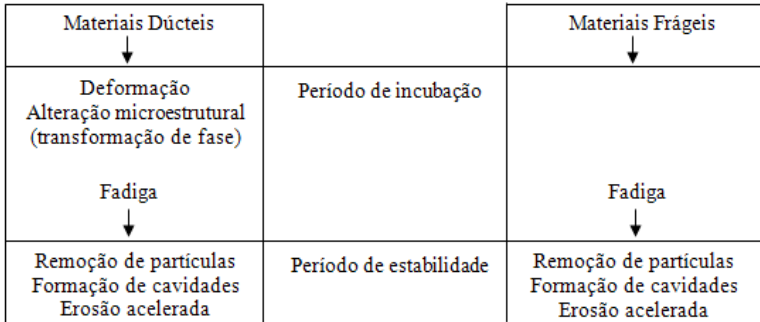 Materiais Dúcteis
Materiais Frágeis
Deformação
Alteração microestrutural
(transformação de fase)
Período de incubação
Fadiga
Fadiga
Remoção de partículas
Formação de cavidades
Erosão acelerada
Período de estabilidade
Remoção de partículas
Formação de cavidades
Erosão acelerada